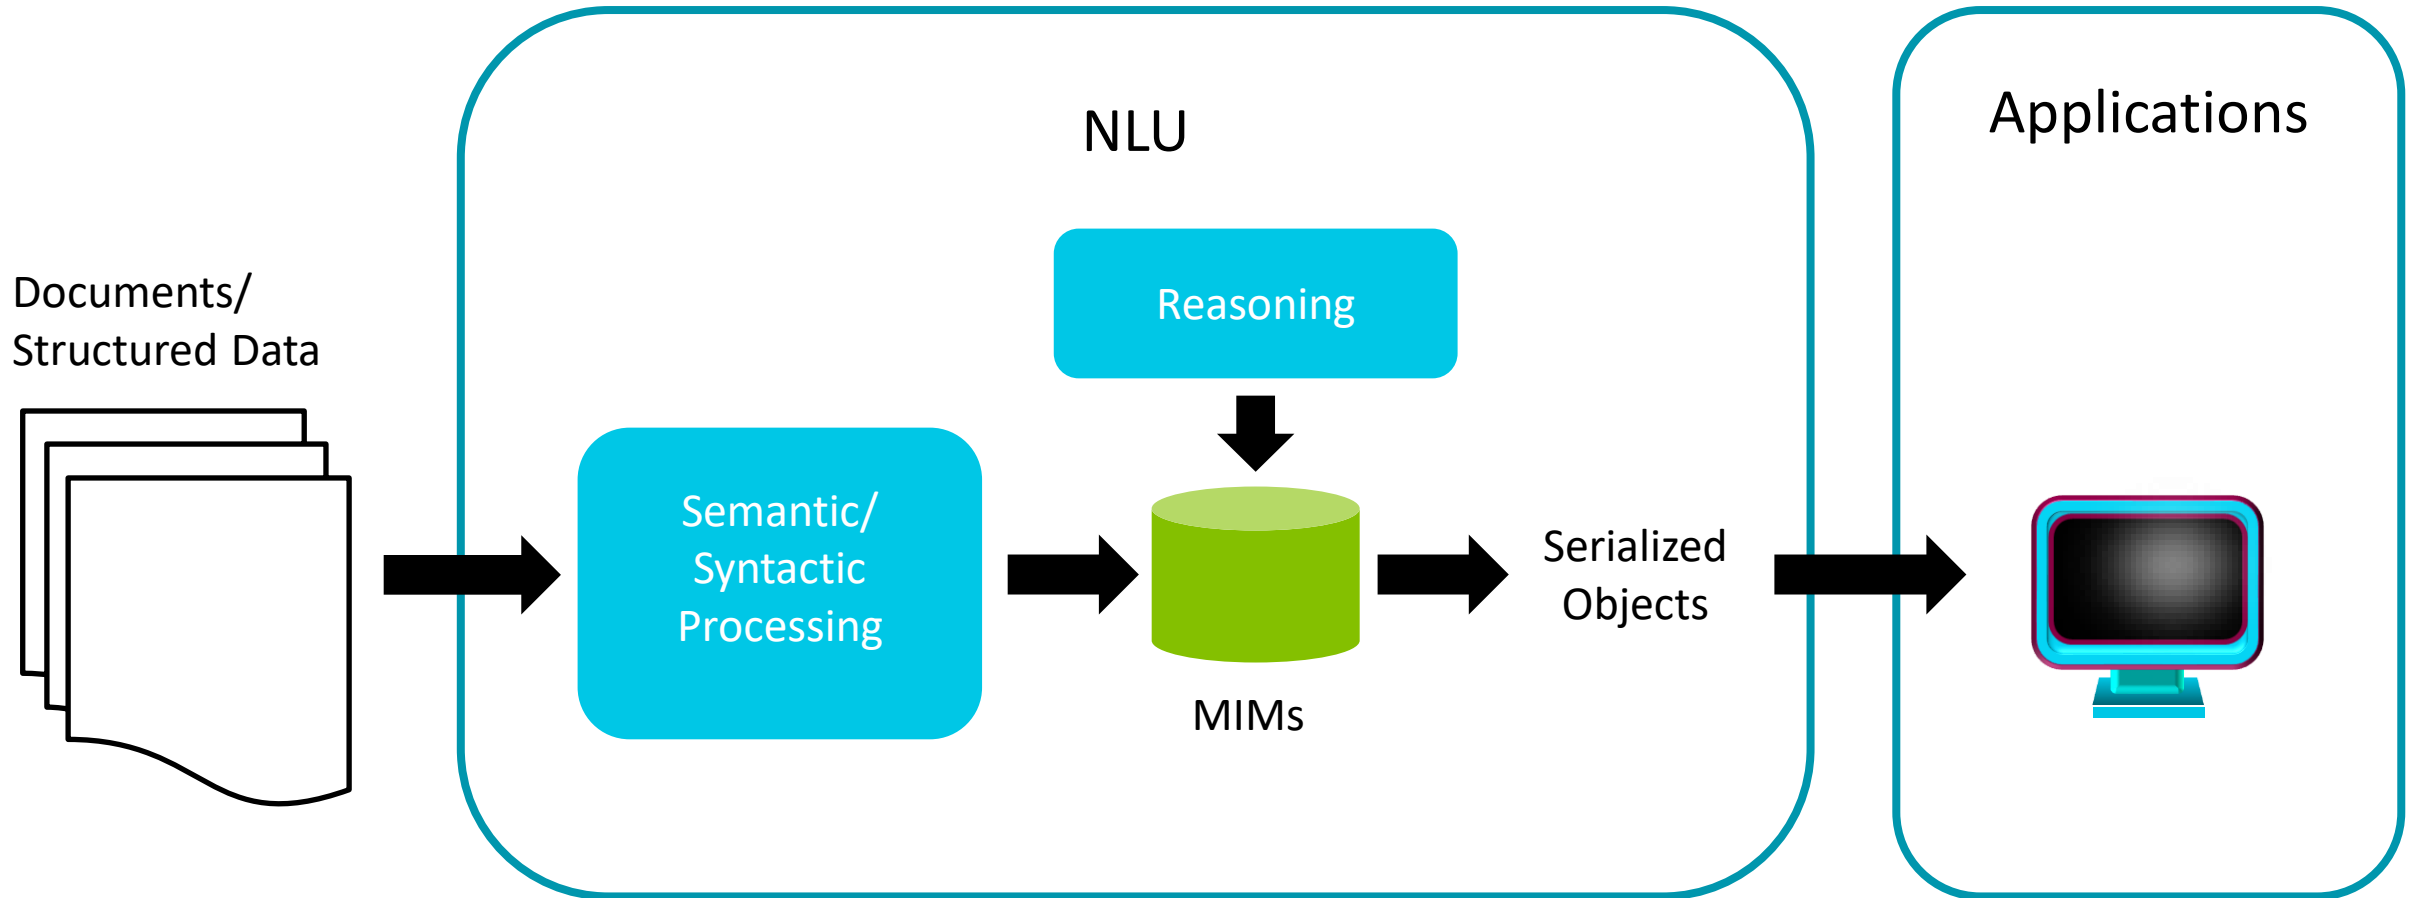 NLU
Applications
Documents/
Structured Data
Reasoning
Semantic/
Syntactic
Processing
MIMs
Serialized
Objects